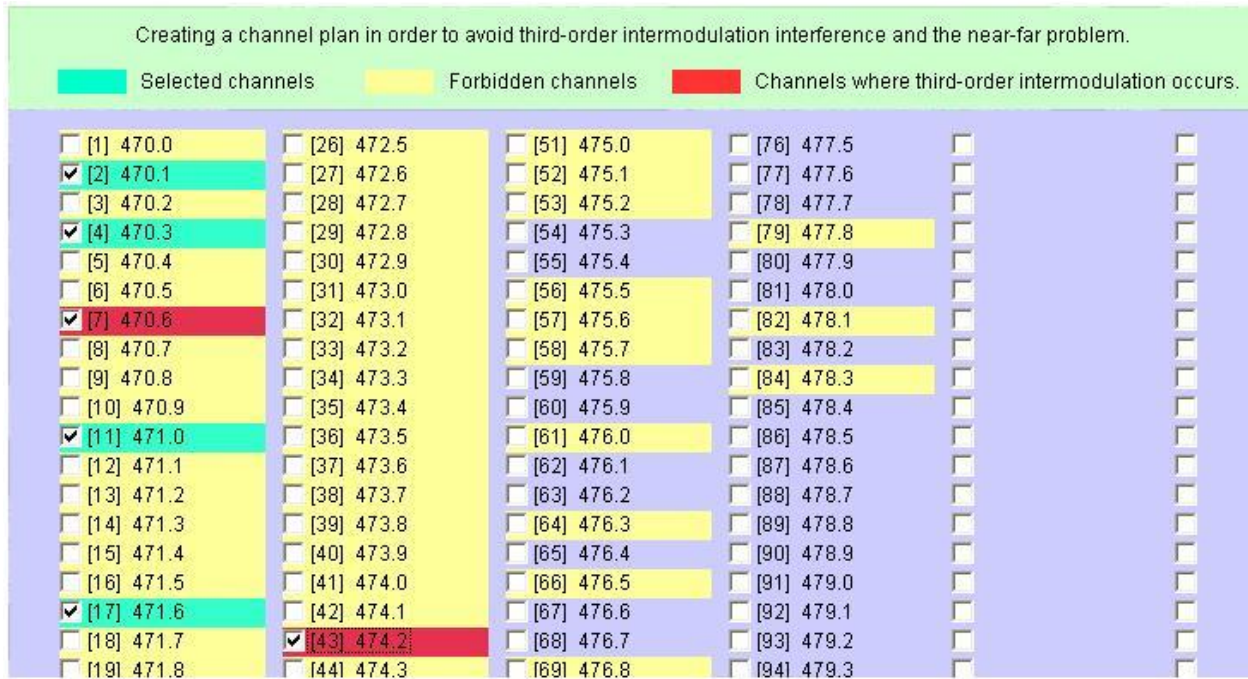 Creating a channel plan in order to avoid third-order intermodulation interference and the near-far problem.
Selected channels Forbidden channels Channels where third-order intermodulation occurs.
[1] 470.0 [26] 472.5 [51] 475.0 [76] 477.5
[2] 470.1 [27] 472.6 [52] 475.1 [77] 477.6
[3] 470.2 [28] 472.7 [53] 475.2 [78] 477.7
[4] 470.3 [29] 472.8 [54] 475.3 [79] 477.8
[5] 470.4 [30] 472.9 [55] 475.4 [80] 477.9
[6] 470.5 [31] 473.0 [56] 475.5 [81] 478.0
[7] 470.6 [32] 473.1 [57] 475.6 [82] 478.1
[8] 470.7 [33] 473.2 [58] 475.7 [83] 478.2
[9] 470.8 [34] 473.3 [59] 475.8 [84] 478.3
[10] 470.9 [35] 473.4 [60] 475.9 [85] 478.4
[11] 471.0 [36] 473.5 [61] 476.0 [86] 478.5
[12] 471.1 [37] 473.6 [62] 476.1 [87] 478.6
[13] 471.2 [38] 473.7 [63] 476.2 [88] 478.7
[14] 471.3 [39] 473.8 [64] 476.3 [89] 478.8
[15] 471.4 [40] 473.9 [65] 476.4 [90] 478.9
[16] 471.5 [41] 474.0 [66] 476.5 [91] 479.0
[17] 471.6 [42] 474.1 [67] 476.6 [92] 479.1
[18] 471.7 [43] 474.2 [68] 476.7 [93] 479.2
[19] 471.8 [44] 474.3 [69] 476.8 [94] 479.3